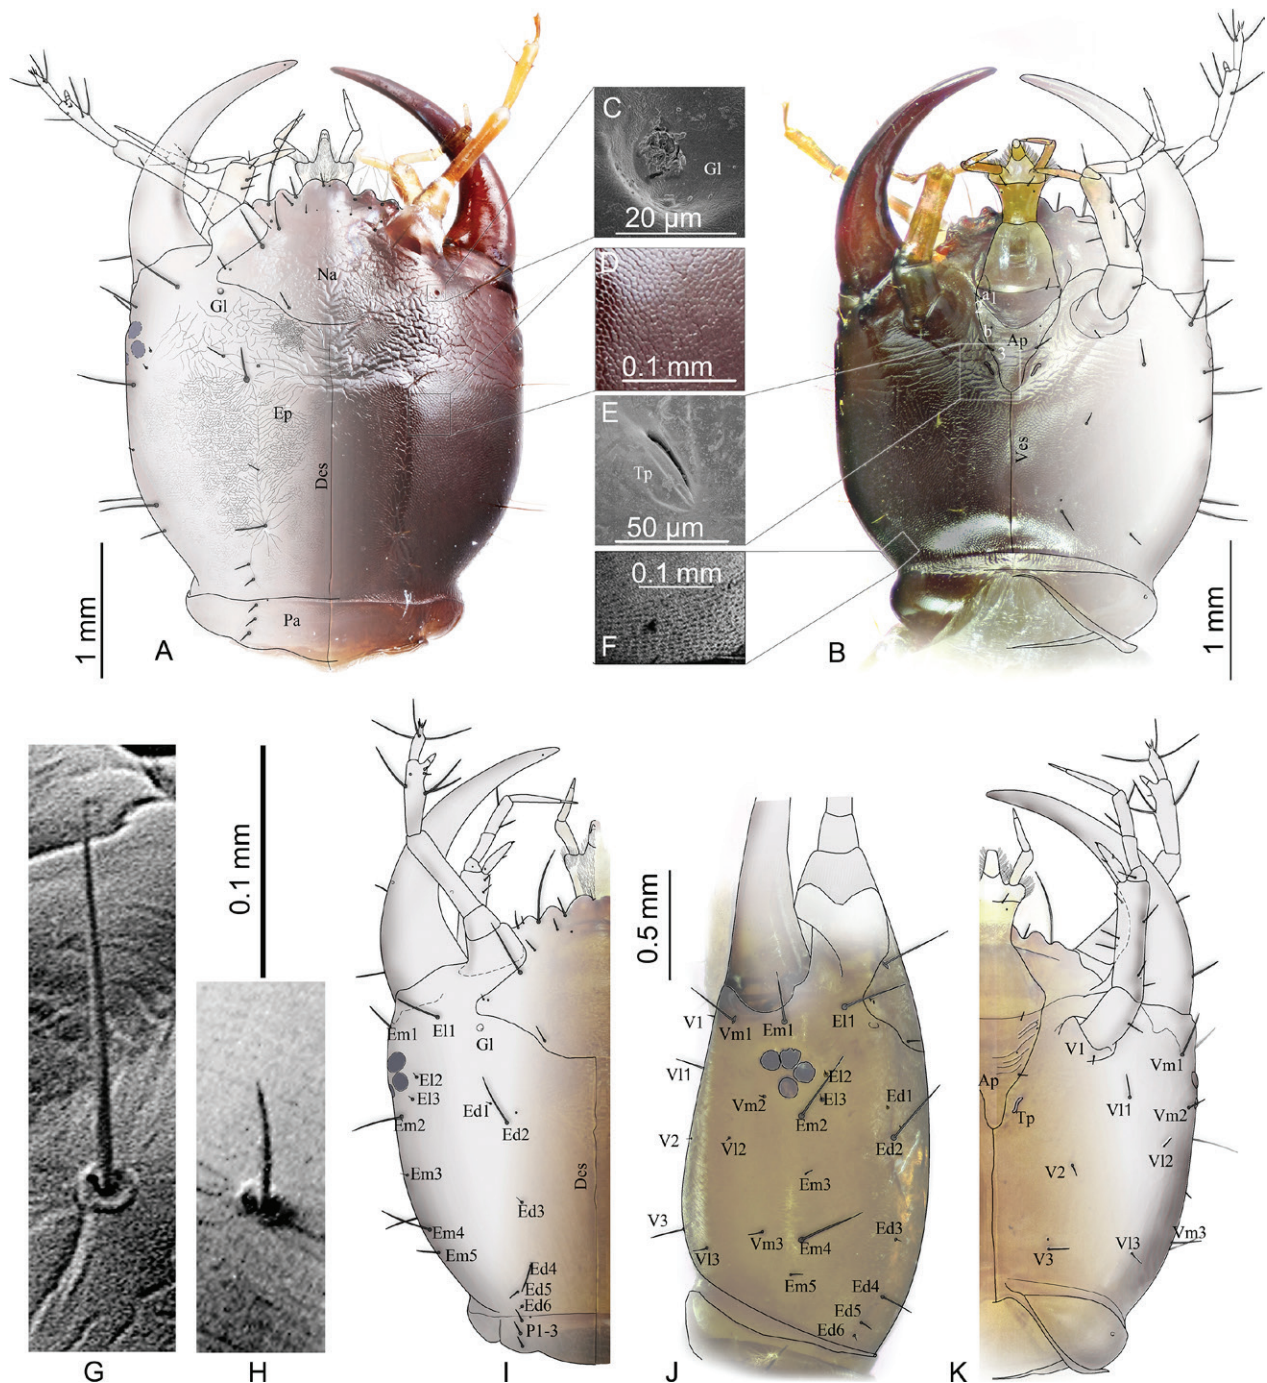 C
Gl
20 µm
D
0.1 mm
E
Tp
50 µm
0.1 mm
F
Na
Gl
Ep
Dcs
Pa
1 mm
A
a 1
b
Ap
3
Ves
B
1 mm
0.1 mm
G
H
Em1
El1
Gl
El2
El3
Ed1
Em2
Ed2
Em3
Ed3
Dcs
Em4
Em5
Ed4
Ed5
Ed6
P1-3
I
0.5 mm
V1
Vm1
Em1
El1
Vl1
El2
Vm2
El3
Ed1
Em2
V2
Vl2
Ed2
Em3
V3
Vm3
Ed3
Vl3
Em4
Em5
Ed4
Ed5
Ed6
J
V1
Vm1
Ap
Tp
Vl1
Vm2
V2
Vl2
Vm3
V3
Vl3
K